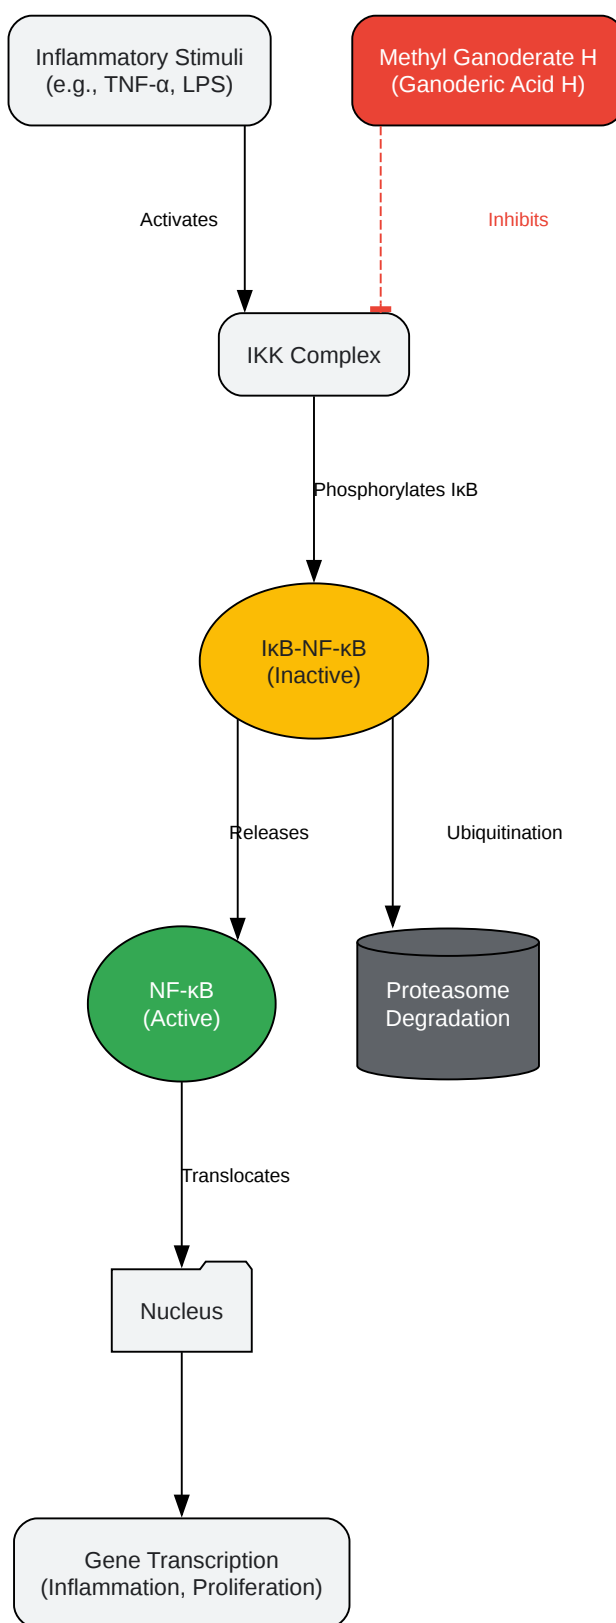 Inflammatory Stimuli
(e.g., TNF-α, LPS)
Methyl Ganoderate H
(Ganoderic Acid H)
Activates
Inhibits
IKK Complex
Phosphorylates IκB
IκB-NF-κB
(Inactive)
Releases
Ubiquitination
NF-κB
(Active)
Proteasome
Degradation
Translocates
Nucleus
Gene Transcription
(Inflammation, Proliferation)